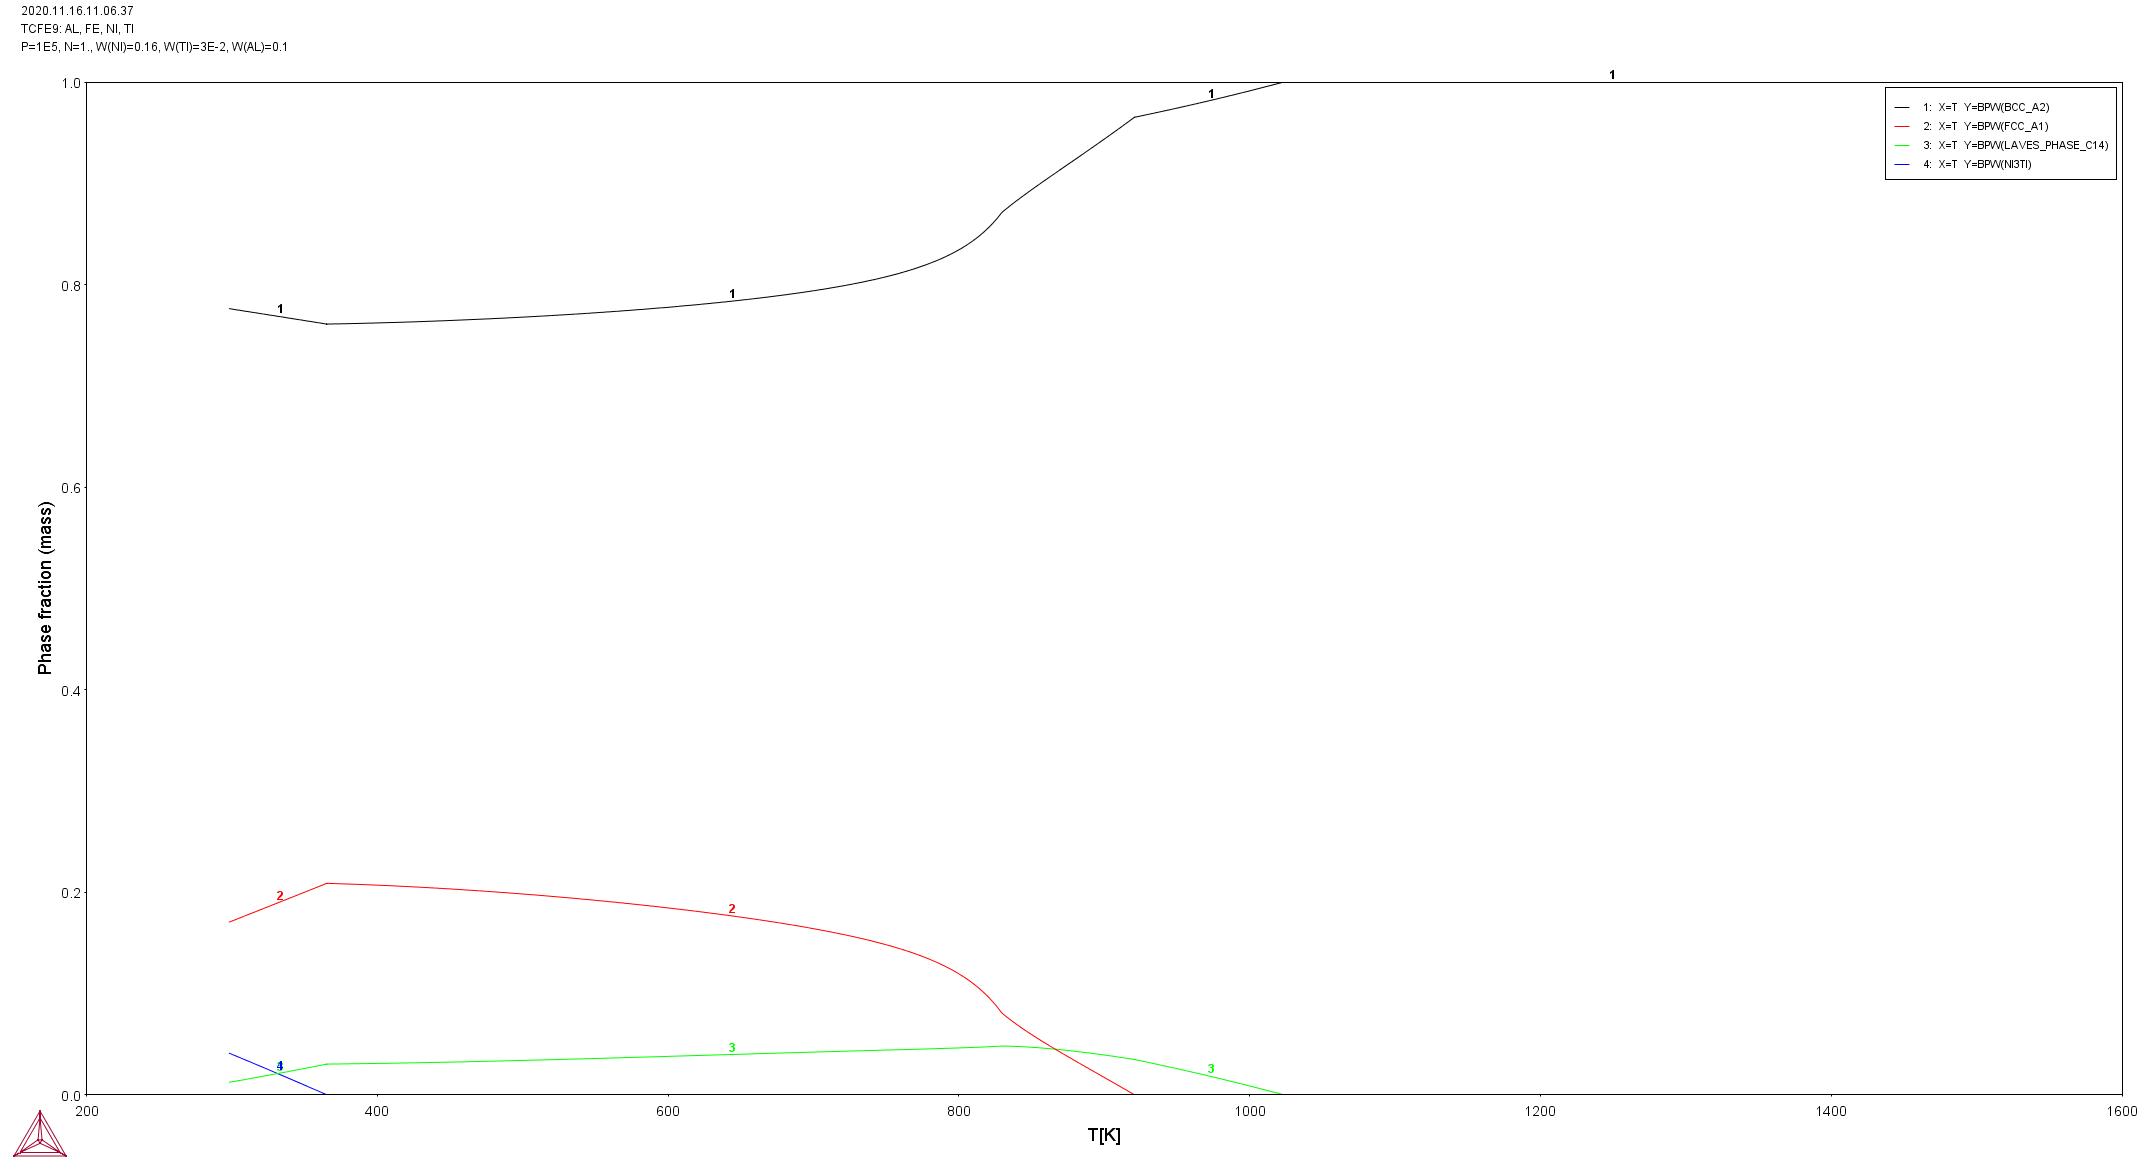 2020.11.16.11.06.37
TCFE9: AL, FE, NI, TI
P=1E5, N=1., W(NI)=0.16, W(TI)=3E-2, W(AL)=0.1
1
1.0
1
1: X=T Y=BPW(BCC_A2)
2: X=T Y=BPW(FCC_A1)
3: X=T Y=BPW(LAVES_PHASE_C14)
4: X=T Y=BPW(NI3TI)
0.8
1
1
0.6
Phase fraction (mass)
0.4
0.2
2
2
3
4
3
0.0
200 400 600 800 1000 1200 1400 1600
T[K]